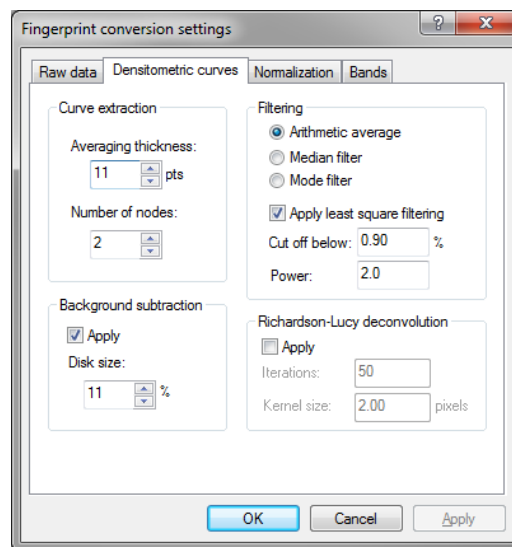 Fingerprint conversion settings
?
Raw data Densitometric curves Normalization Bands
Curve extraction
Averaging thickness:
11 pts
Number of nodes:
2
Filtering
Arithmetic average
Median filter
Mode filter
Apply least square filtering
Cut off below: 0.90 %
Power: 2.0
Background subtraction
Apply
Disk size:
11 %
Richardson-Lucy deconvolution
Apply
Iterations: 50
Kernel size: 2.00 pixels
OK Cancel Apply